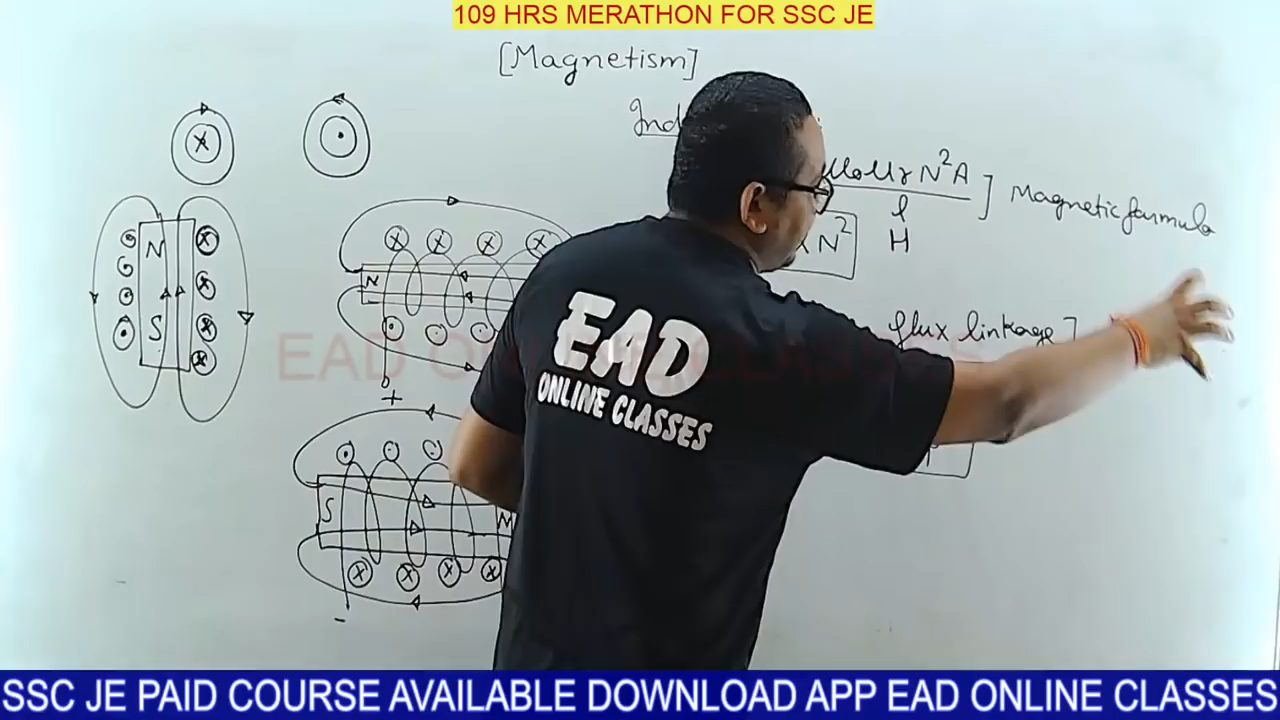 109 HRS MERATHON FOR SSC JE
[Magnetism]
μ₀μr N²A ] Magnetic formula
l
H
N²
flux linkage ]
N
S
N
+
S
-
EAD
ONLINE CLASSES
EAD ONLINE CLASSES
SSC JE PAID COURSE AVAILABLE DOWNLOAD APP EAD ONLINE CLASSES